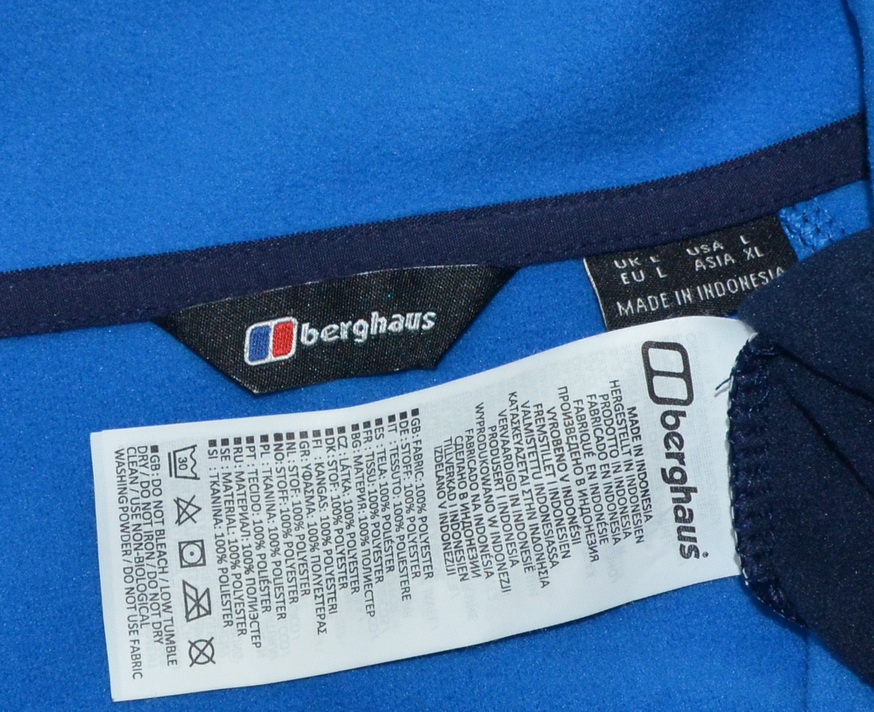 berghaus
UK L USA L
EU L ASIA XL
MADE IN INDONESIA
berghaus®
MADE IN INDONESIA
HERGESTELLT IN INDONESIEN
PRODOTTO IN INDONESIA
FABRICADO EN INDONESIA
FABRIQUÉ EN INDONÉSIE
ПРОИЗВЕДЕНО В ИНДОНЕЗИЯ
VYROBENO V INDONÉSII
FREMSTILLET I INDONESIEN
VALMISTETTU INDONESIASSA
ΚΑΤΑΣΚΕΥΑΖΕΤΑΙ ΣΤΗΝ ΙΝΔΟΝΗΣΙΑ
VERVAARDIGD IN INDONESIË
PRODUSERT I INDONESIA
WYPRODUKOWANO W INDONEZJI
FABRICADO NA INDONÉSIA
СДЕЛАНО В ИНДОНЕЗИИ
TILLVERKAD I INDONESIEN
IZDELANO V INDONEZIJI
GB: FABRIC: 100% POLYESTER
DE: STOFF: 100% POLYESTER
IT: TESSUTO: 100% POLIESTERE
ES: TELA: 100% POLIÉSTER
FR: TISSU: 100% POLYESTER
BG: МАТЕРИЯ: 100% ПОЛИЕСТЕР
CZ: LÁTKA: 100% POLYESTER
DK: STOF: 100% POLYESTER
FI: KANGAS: 100% POLYESTERI
GR: ΥΦΑΣΜΑ: 100% ΠΟΛΥΕΣΤΕΡΑΣ
NL: STOF: 100% POLYESTER
NO: STOFF: 100% POLYESTER
PL: TKANINA: 100% POLIESTER
PT: TECIDO: 100% POLIÉSTER
RU: МАТЕРИАЛ: 100% ПОЛИЭСТЕР
SE: MATERIAL: 100% POLYESTER
SI: TKANINA: 100% POLIESTER
GB: DO NOT BLEACH / LOW TUMBLE
DRY / DO NOT IRON / DO NOT DRY
CLEAN / USE NON-BIOLOGICAL
WASHING POWDER / DO NOT USE FABRIC